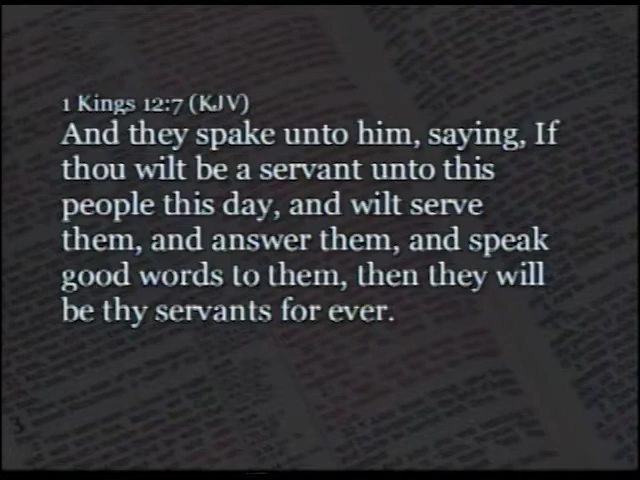 1 Kings 12:7 (KJV)
And they spake unto him, saying, If
thou wilt be a servant unto this
people this day, and wilt serve
them, and answer them, and speak
good words to them, then they will
be thy servants for ever.